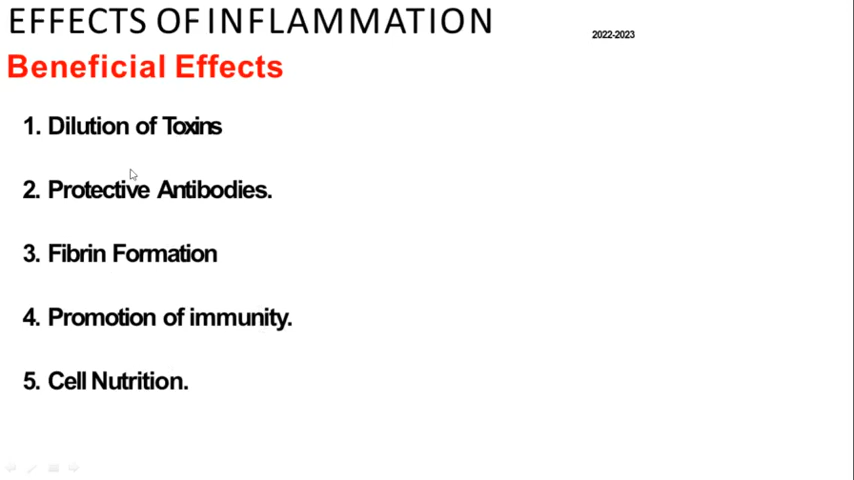 EFFECTS OF INFLAMMATION
2022-2023
Beneficial Effects
1. Dilution of Toxins
2. Protective Antibodies.
3. Fibrin Formation
4. Promotion of immunity.
5. Cell Nutrition.